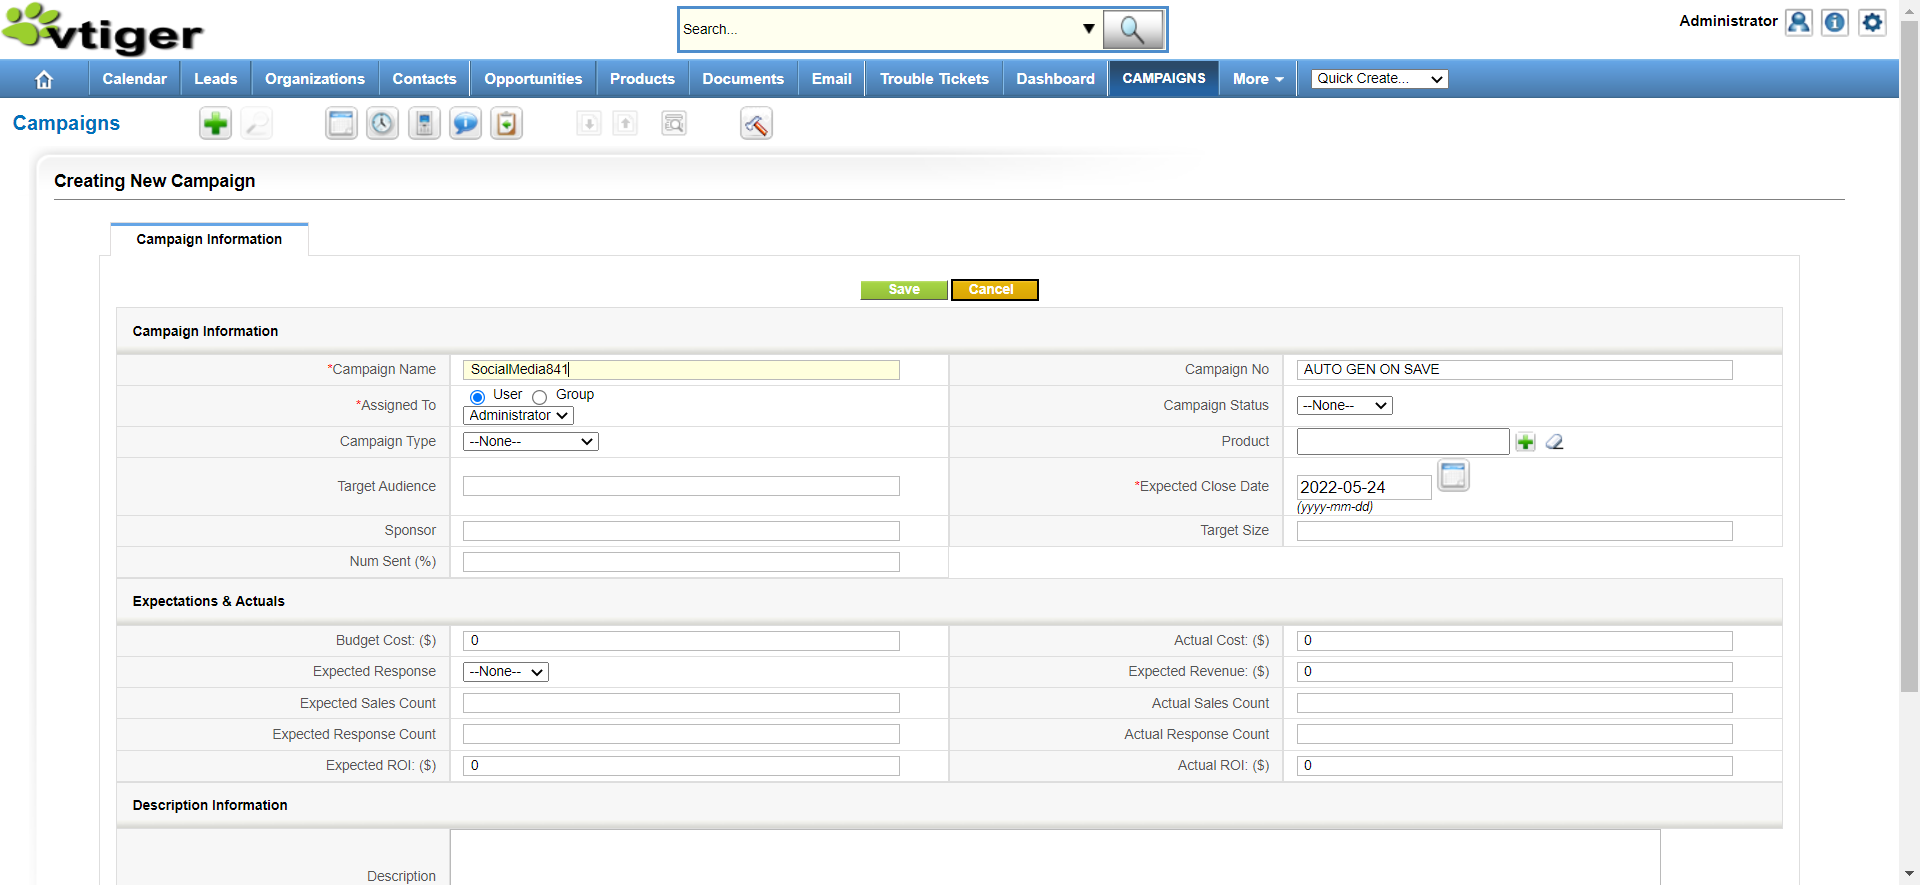 vtiger
Search...
Administrator
Calendar Leads Organizations Contacts Opportunities Products Documents Email Trouble Tickets Dashboard CAMPAIGNS More Quick Create...
Campaigns
Creating New Campaign
Campaign Information
Save Cancel
Campaign Information
*Campaign Name SocialMedia841 Campaign No AUTO GEN ON SAVE
*Assigned To User Group Campaign Status --None--
Administrator
Campaign Type --None-- Product
Target Audience *Expected Close Date 2022-05-24
(yyyy-mm-dd)
Sponsor Target Size
Num Sent (%)
Expectations & Actuals
Budget Cost: ($) 0 Actual Cost: ($) 0
Expected Response --None-- Expected Revenue: ($) 0
Expected Sales Count Actual Sales Count
Expected Response Count Actual Response Count
Expected ROI: ($) 0 Actual ROI: ($) 0
Description Information
Description